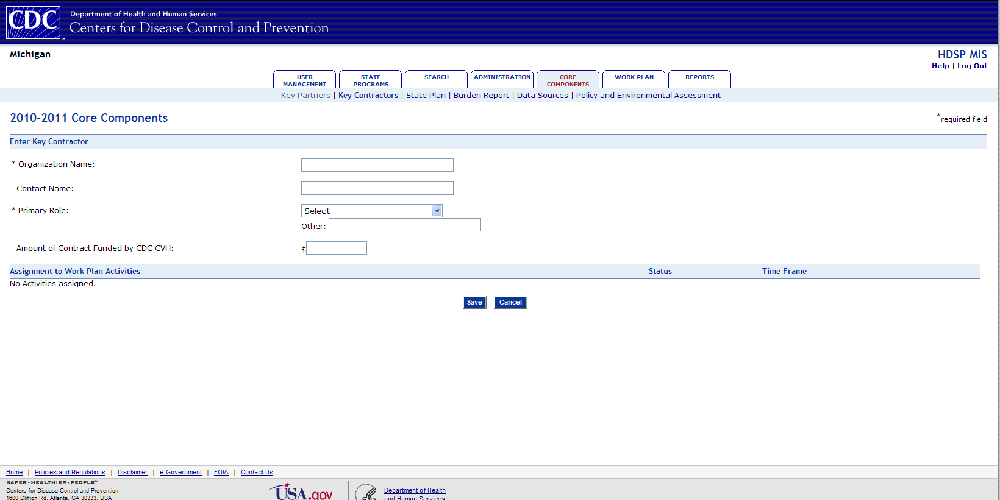 CDC™
Department of Health and Human Services
Centers for Disease Control and Prevention
Michigan
HDSP MIS
Help | Log Out
USER MANAGEMENT
STATE PROGRAMS
SEARCH
ADMINISTRATION
CORE COMPONENTS
WORK PLAN
REPORTS
Key Partners | Key Contractors | State Plan | Burden Report | Data Sources | Policy and Environmental Assessment
2010-2011 Core Components
*required field
Enter Key Contractor
* Organization Name:
Contact Name:
* Primary Role:
Select
Other:
Amount of Contract Funded by CDC CVH:
$
Assignment to Work Plan Activities Status Time Frame
No Activities assigned.
Save Cancel
Home | Policies and Regulations | Disclaimer | e-Government | FOIA | Contact Us
SAFER•HEALTHIER•PEOPLE™
Centers for Disease Control and Prevention
1600 Clifton Rd, Atlanta, GA 30333, USA
USA.gov
Department of Health
and Human Services